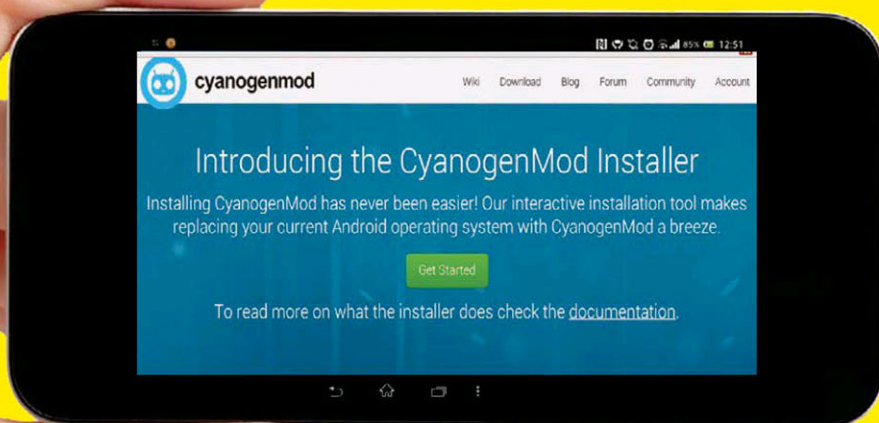 85% 12:51
cyanogenmod Wiki Download Blog Forum Community Account
Introducing the CyanogenMod Installer
Installing CyanogenMod has never been easier! Our interactive installation tool makes
replacing your current Android operating system with CyanogenMod a breeze.
Get Started
To read more on what the installer does check the documentation.